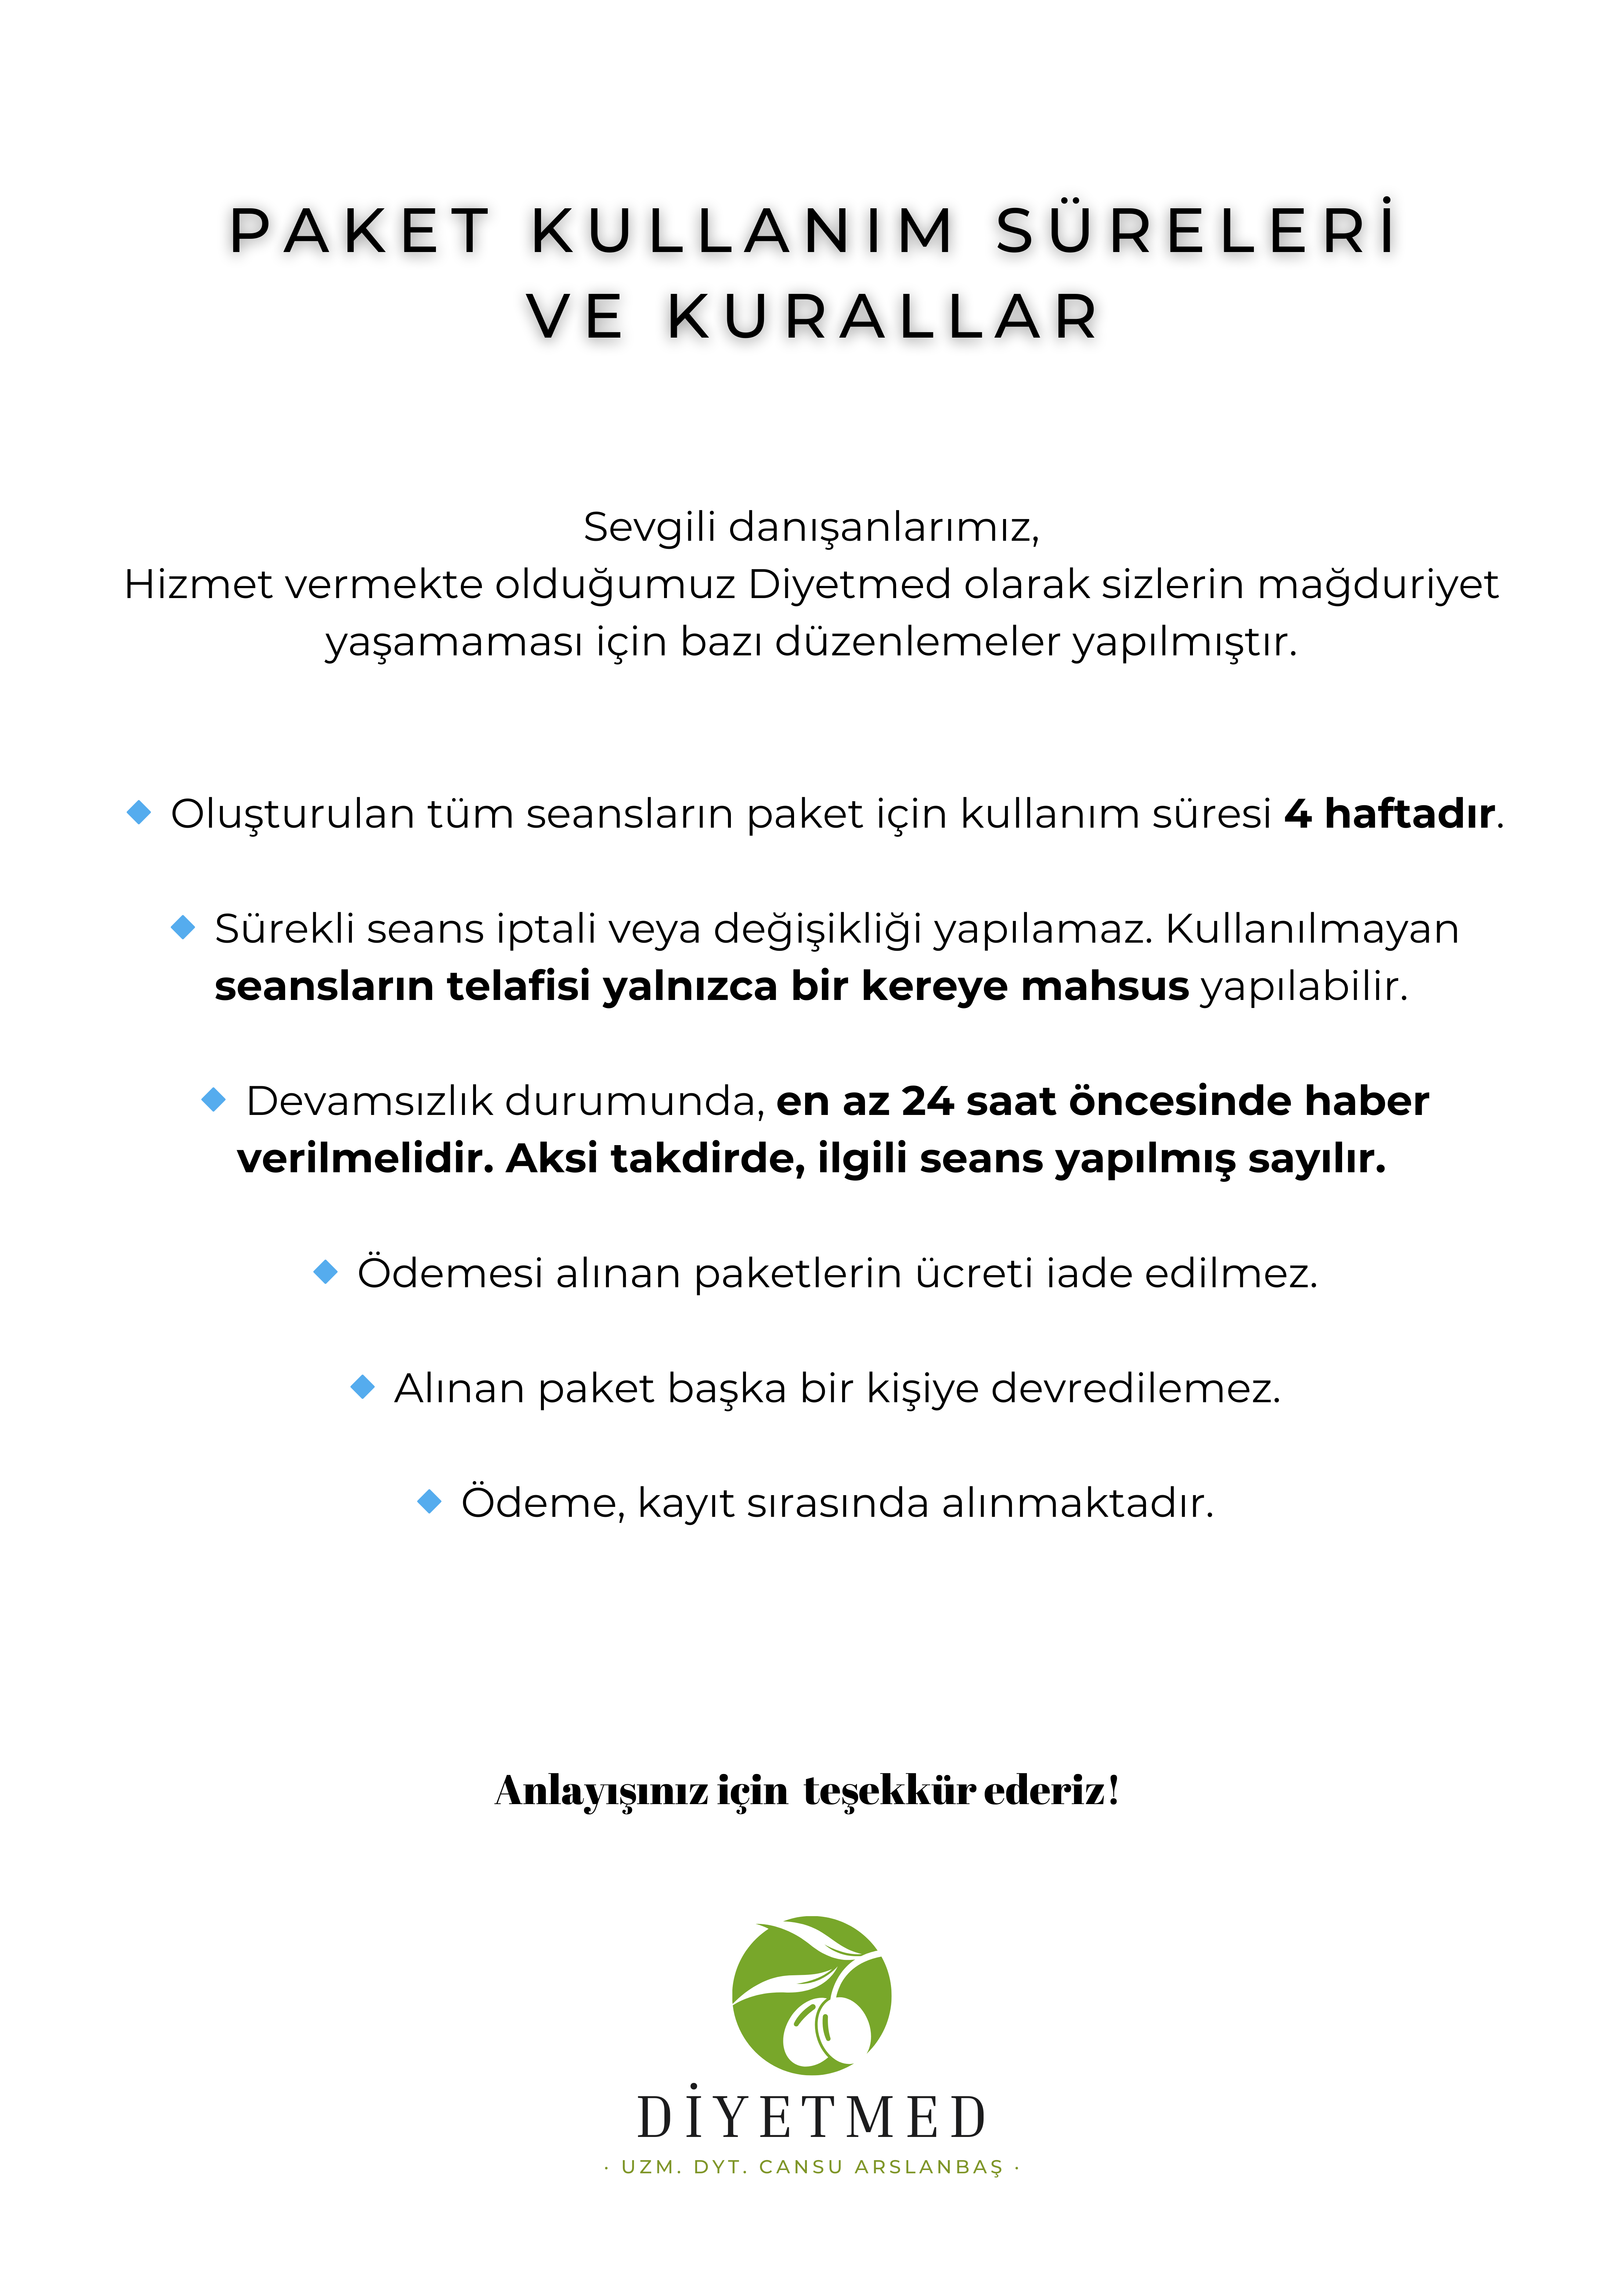 PAKET KULLANIM SÜRELERİ
VE KURALLAR
Sevgili danışanlarımız,
Hizmet vermekte olduğumuz Diyetmed olarak sizlerin mağduriyet
yaşamaması için bazı düzenlemeler yapılmıştır.
Oluşturulan tüm seansların paket için kullanım süresi 4 haftadır.
Sürekli seans iptali veya değişikliği yapılamaz. Kullanılmayan
seansların telafisi yalnızca bir kereye mahsus yapılabilir.
Devamsızlık durumunda, en az 24 saat öncesinde haber
verilmelidir. Aksi takdirde, ilgili seans yapılmış sayılır.
Ödemesi alınan paketlerin ücreti iade edilmez.
Alınan paket başka bir kişiye devredilemez.
Ödeme, kayıt sırasında alınmaktadır.
Anlayışınız için teşekkür ederiz!
DİYETMED
· UZM. DYT. CANSU ARSLANBAŞ ·